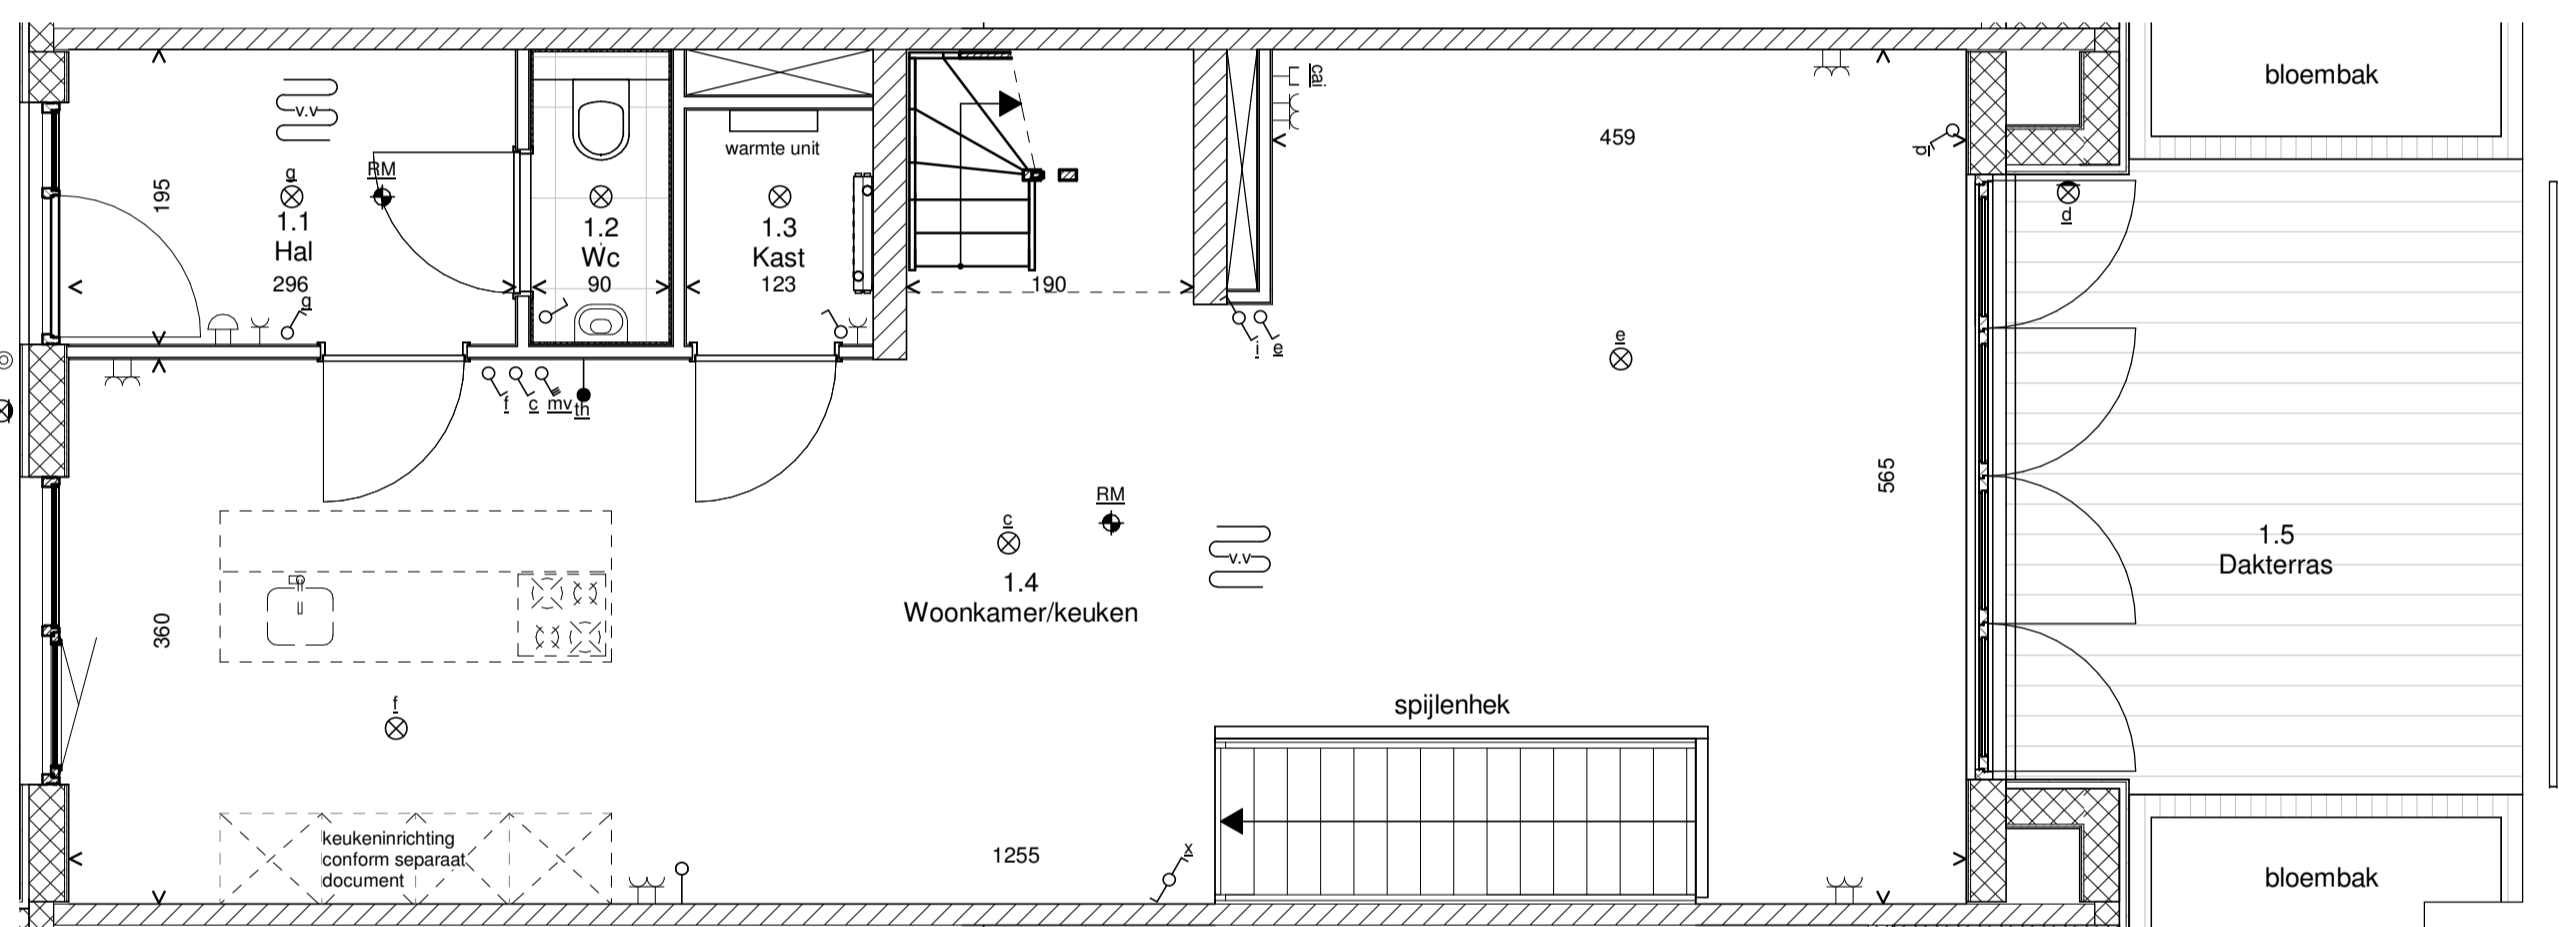 bloembak
cai
459
v.v
warmte unit
g
RM
p
195
1.1
Hal
296
g
1.2
Wc
90
1.3
Kast
123
190
d
i
e
e
f
c
mv
th
565
RM
c
v.v
1.5
Dakterras
1.4
Woonkamer/keuken
360
f
spijlenhek
keukeninrichting
conform separaat
document
1255
x
bloembak